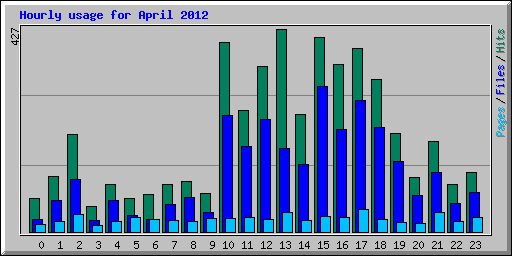 Hourly usage for April 2012
427
Pages/Files/Hits
0 1 2 3 4 5 6 7 8 9 10 11 12 13 14 15 16 17 18 19 20 21 22 23